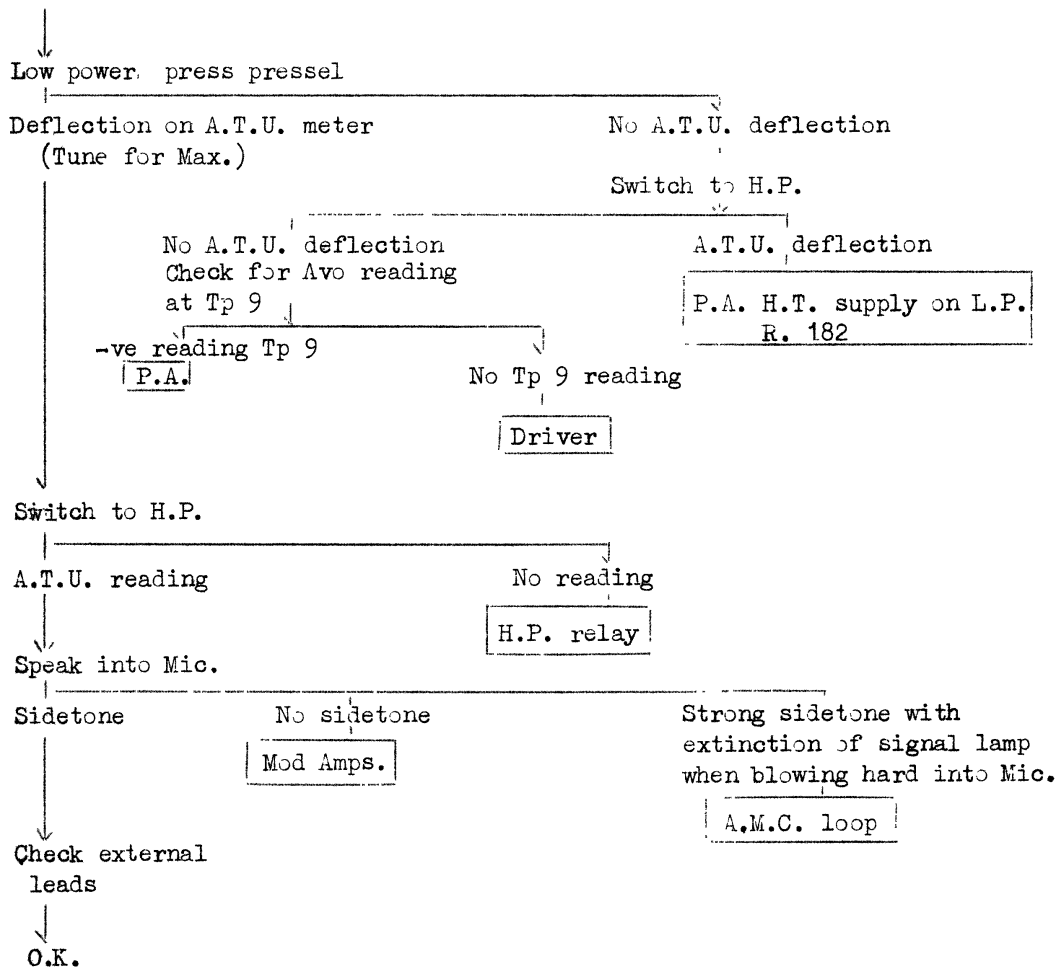 Low power, press pressel
Deflection on A.T.U. meter
(Tune for Max.)
No A.T.U. deflection
Switch to H.P.
No A.T.U. deflection
Check for Avo reading
at Tp 9
A.T.U. deflection
P.A. H.T. supply on L.P.
R. 182
-ve reading Tp 9
P.A.
No Tp 9 reading
Driver
Switch to H.P.
A.T.U. reading
No reading
H.P. relay
Speak into Mic.
Sidetone
No sidetone
Mod Amps.
Strong sidetone with
extinction of signal lamp
when blowing hard into Mic.
A.M.C. loop
Check external
leads
O.K.